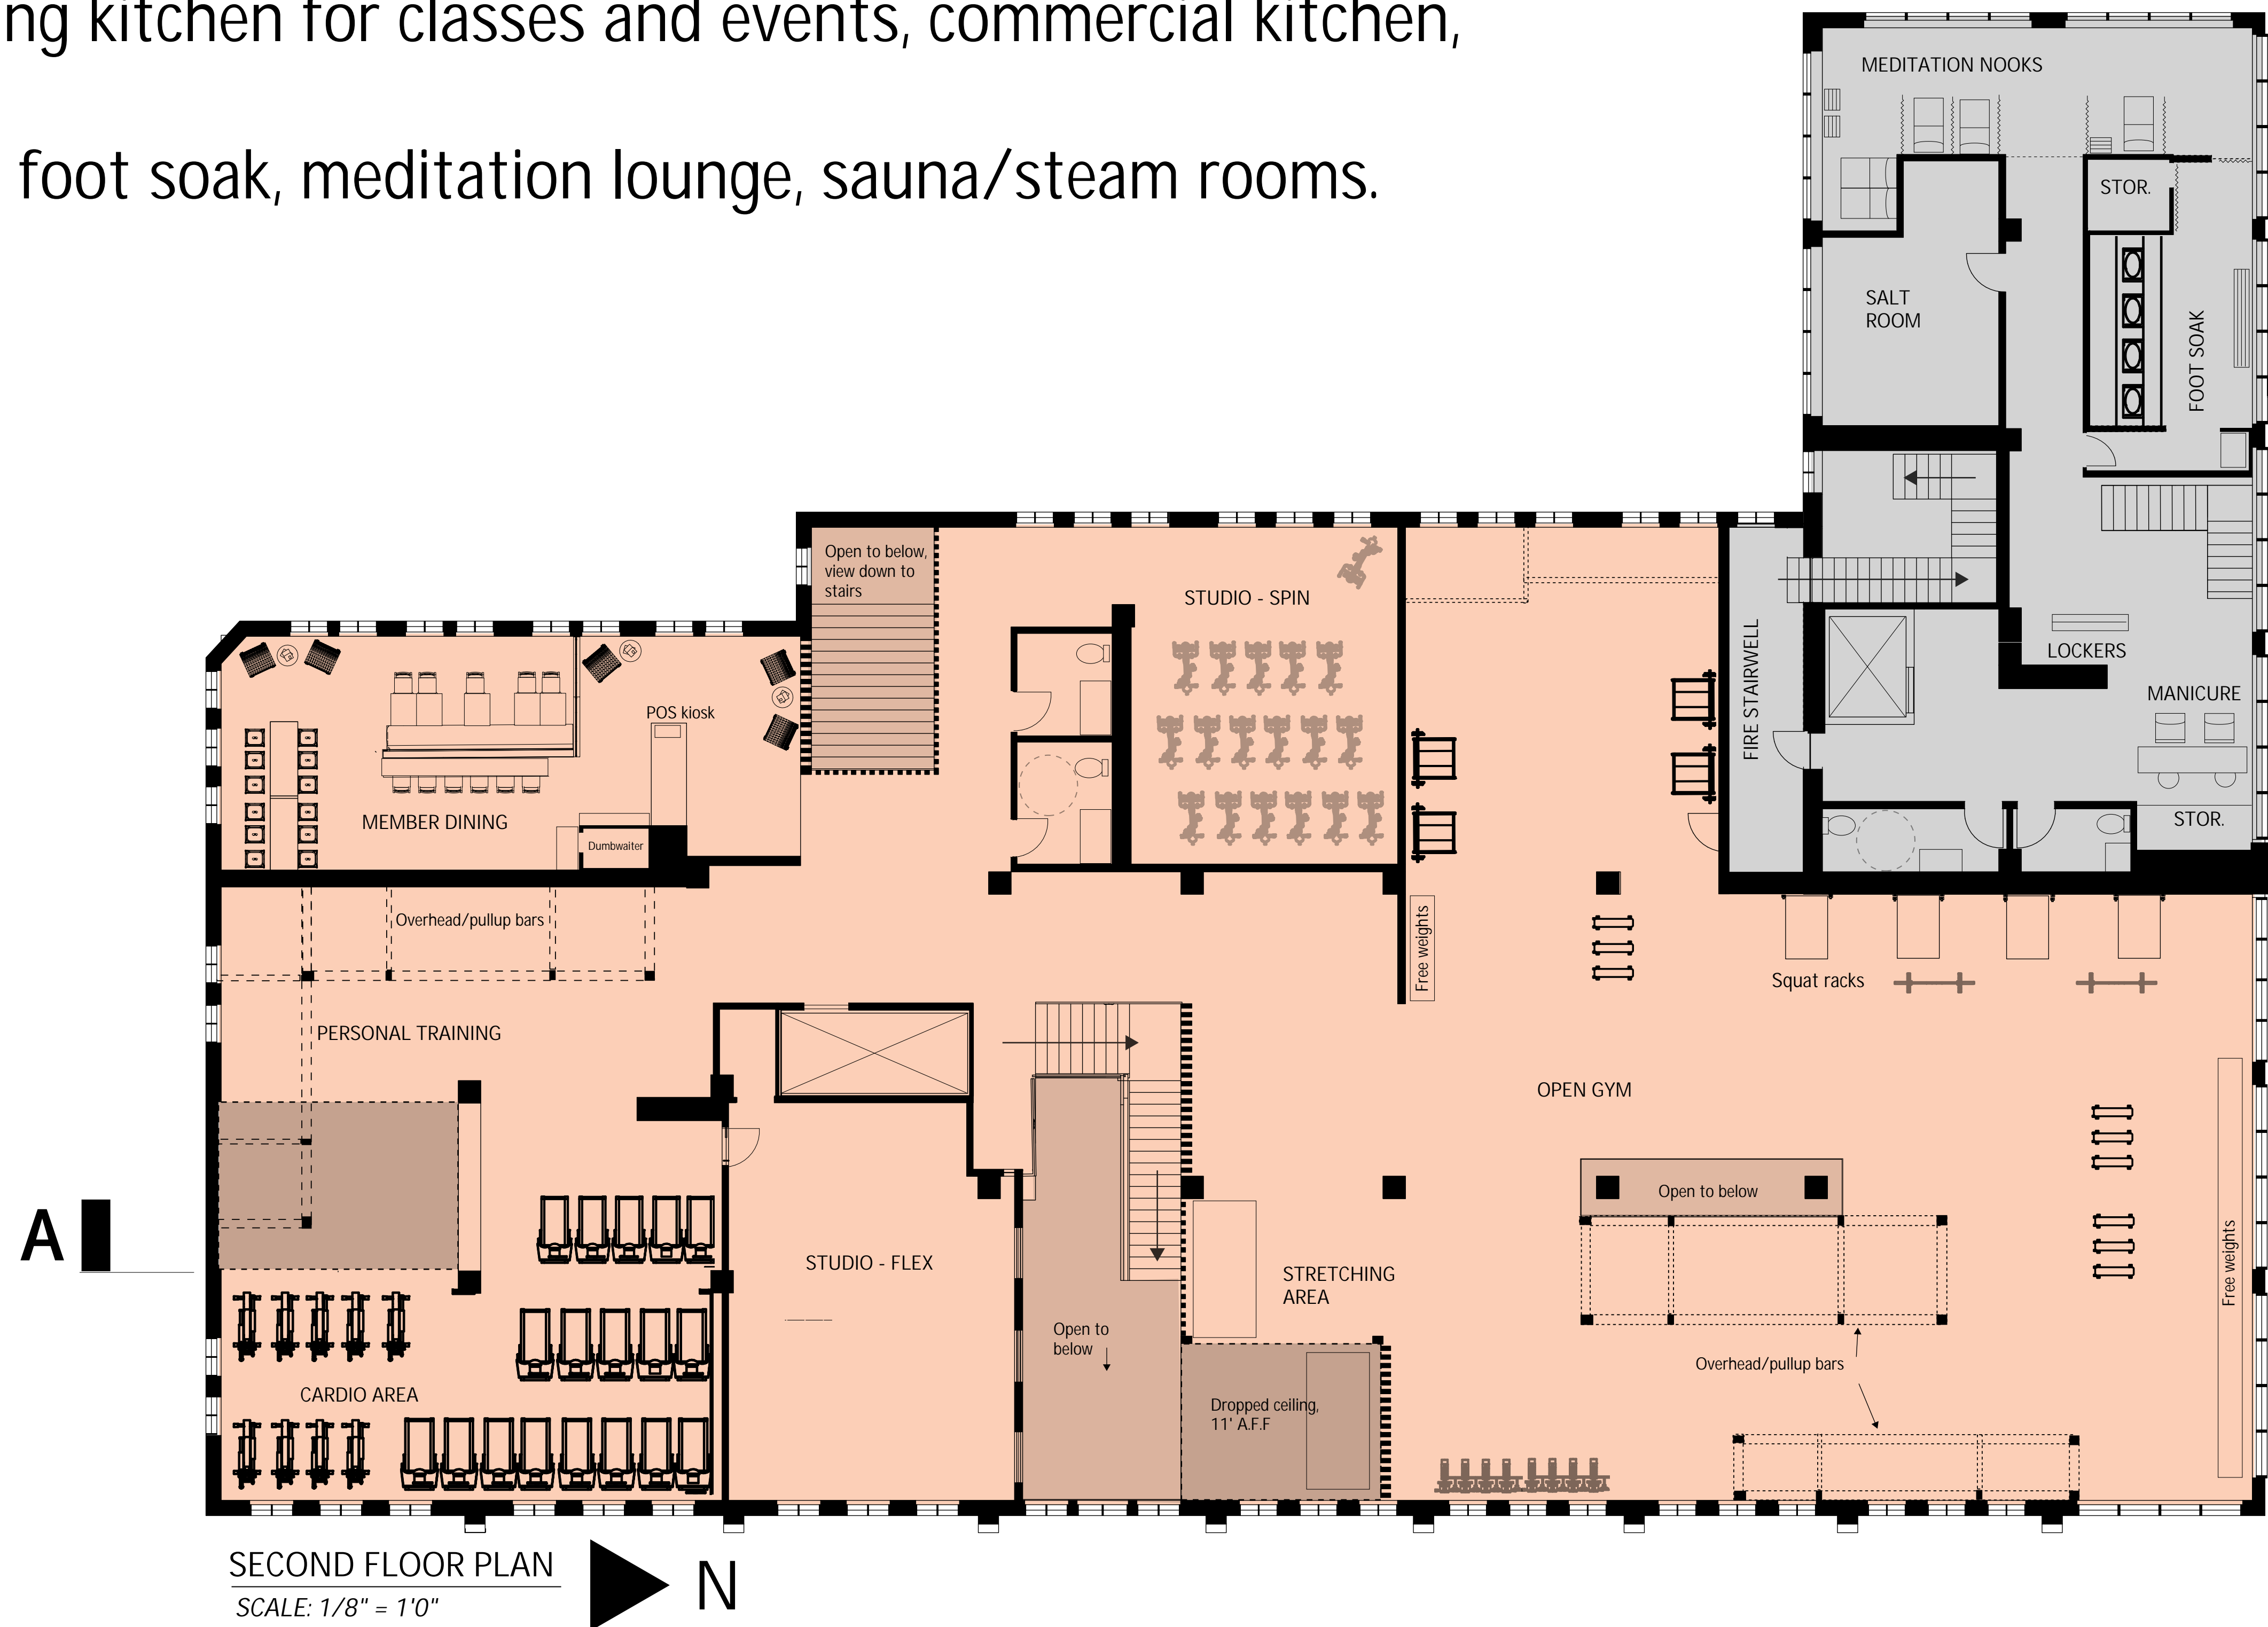 ng kitchen for classes and events, commercial kitchen,
foot soak, meditation lounge, sauna/steam rooms.
MEDITATION NOOKS
STOR.
SALT
ROOM
FOOT SOAK
Open to below,
view down to
stairs
STUDIO - SPIN
FIRE STAIRWELL
LOCKERS
MANICURE
STOR.
POS kiosk
MEMBER DINING
Dumbwaiter
Overhead/pullup bars
Free weights
Squat racks
PERSONAL TRAINING
OPEN GYM
Open to below
A
STUDIO - FLEX
STRETCHING
AREA
Free weights
Open to
below
Overhead/pullup bars
CARDIO AREA
Dropped ceiling,
11' A.F.F
SECOND FLOOR PLAN
SCALE: 1/8" = 1'0"
N